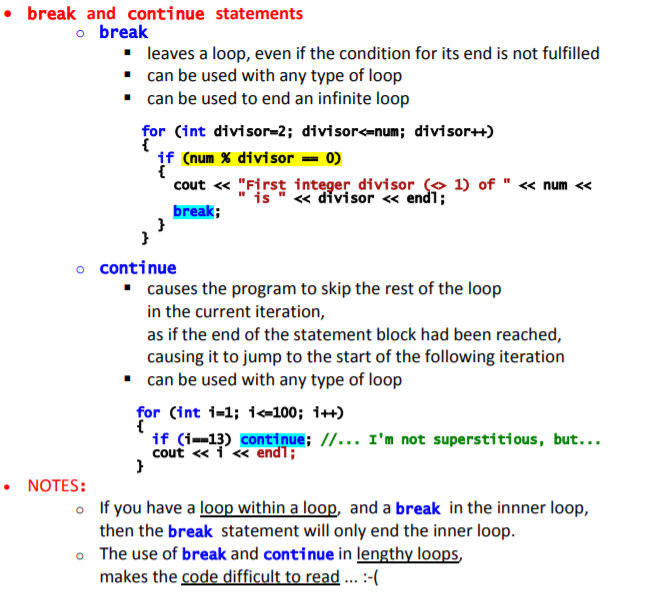 • break and continue statements
○ break
▪ leaves a loop, even if the condition for its end is not fulfilled
▪ can be used with any type of loop
▪ can be used to end an infinite loop
for (int divisor=2; divisor<=num; divisor++)
{
if (num % divisor == 0)
{
cout << "First integer divisor (<> 1) of " << num <<
" is " << divisor << endl;
break;
}
}
○ continue
▪ causes the program to skip the rest of the loop
in the current iteration,
as if the end of the statement block had been reached,
causing it to jump to the start of the following iteration
▪ can be used with any type of loop
for (int i=1; i<=100; i++)
{
if (i==13) continue; //... I'm not superstitious, but...
cout << i << endl;
}
• NOTES:
○ If you have a loop within a loop, and a break in the innner loop,
then the break statement will only end the inner loop.
○ The use of break and continue in lengthy loops,
makes the code difficult to read ... :-(